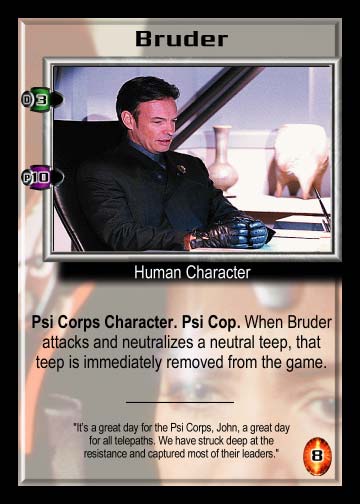 Bruder
D 3
P 10
Human Character
Psi Corps Character. Psi Cop. When Bruder
attacks and neutralizes a neutral teep, that
teep is immediately removed from the game.
"It's a great day for the Psi Corps, John, a great day
for all telepaths. We have struck deep at the
resistance and captured most of their leaders."
8